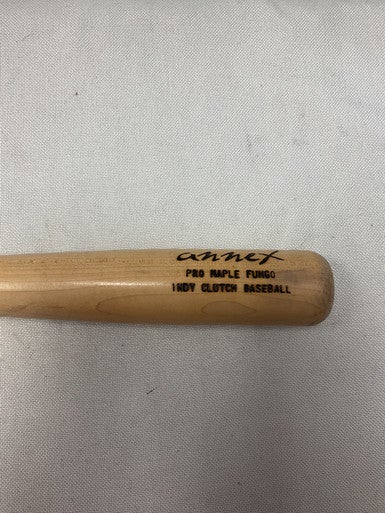 annex
PRO MAPLE FUNGO
INDY CLUTCH BASEBALL